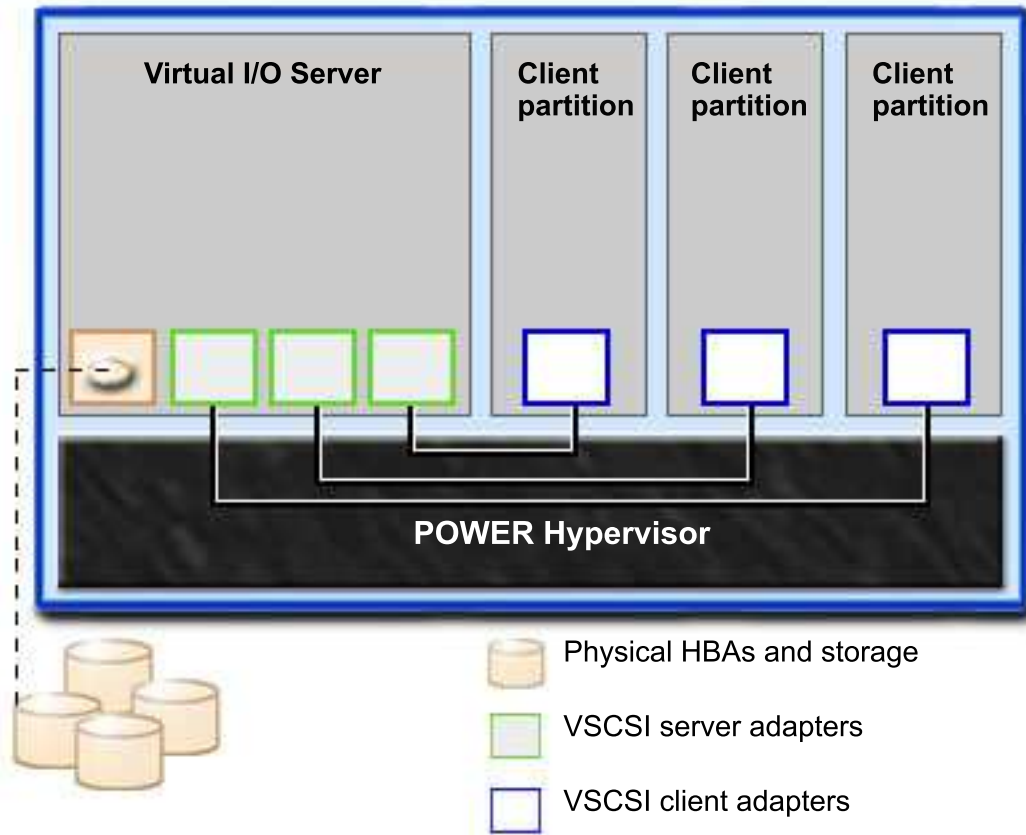 Virtual I/O Server
Client
partition
Client
partition
Client
partition
POWER Hypervisor
Physical HBAs and storage
VSCSI server adapters
VSCSI client adapters